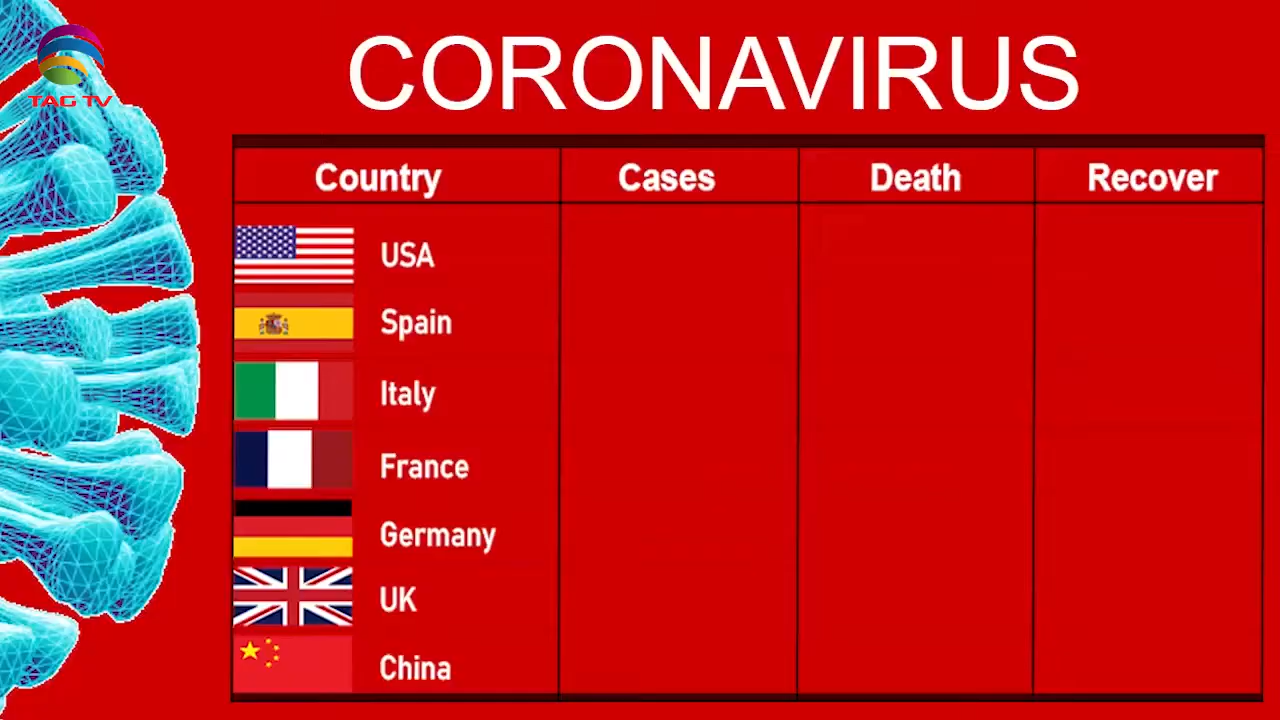 TAG TV
CORONAVIRUS
Country Cases Death Recover
USA
Spain
Italy
France
Germany
UK
China